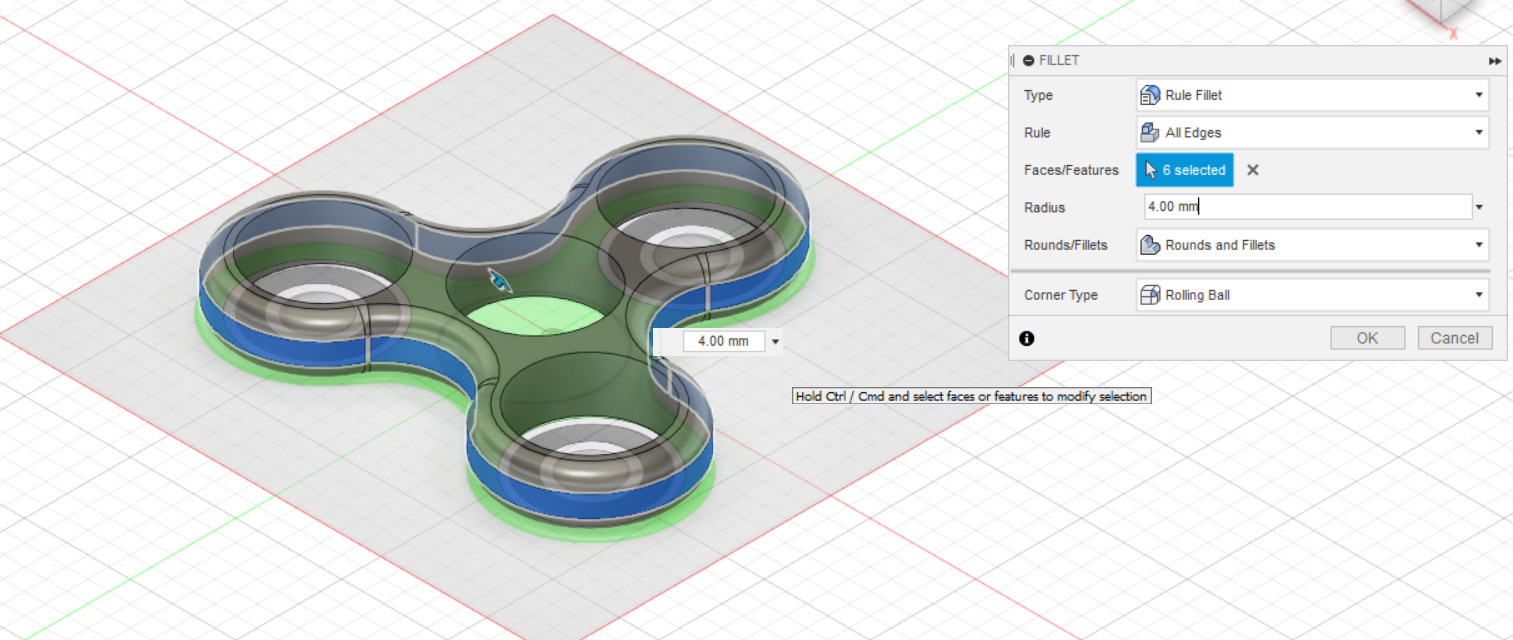 X
FILLET
Type Rule Fillet
Rule All Edges
Faces/Features 6 selected
Radius 4.00 mm
Rounds/Fillets Rounds and Fillets
Corner Type Rolling Ball
OK Cancel
4.00 mm
Hold Ctrl / Cmd and select faces or features to modify selection